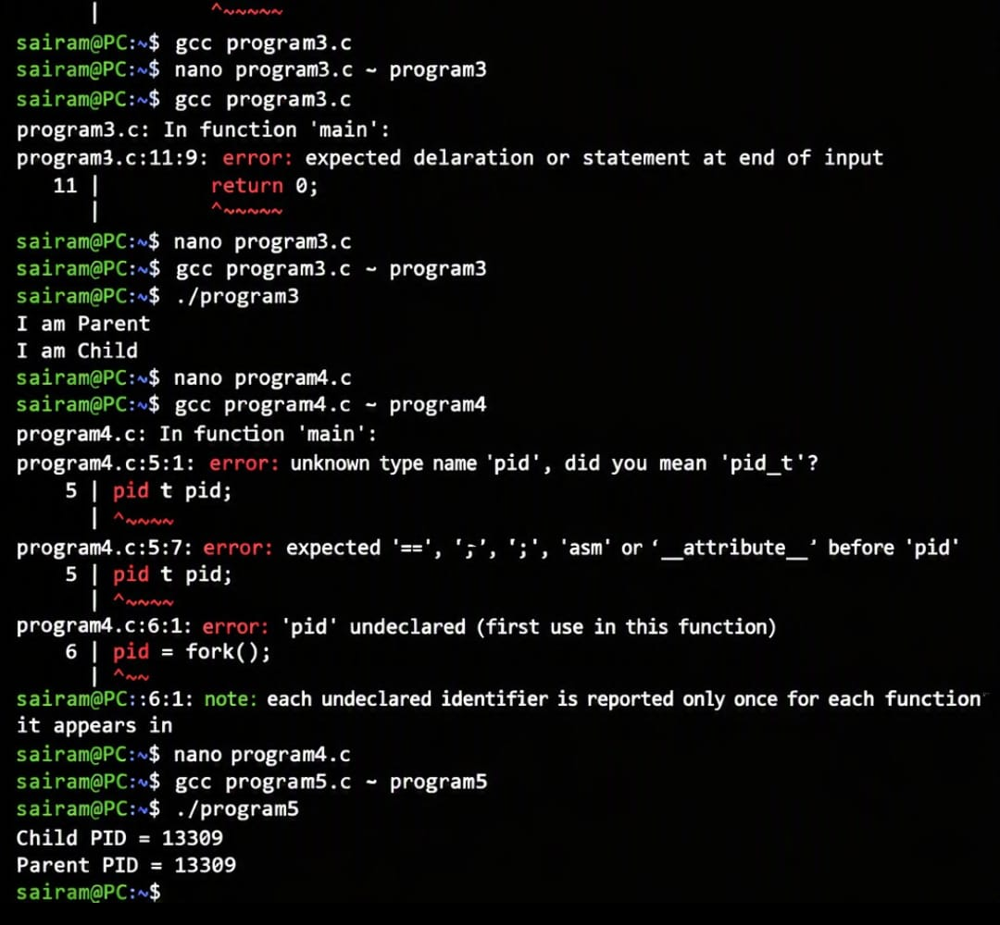 |
^~~~~~
sairam@PC:~$ gcc program3.c
sairam@PC:~$ nano program3.c ~ program3
sairam@PC:~$ gcc program3.c
program3.c: In function 'main':
program3.c:11:9: error: expected delaration or statement at end of input
11 | return 0;
| ^~~~~~
sairam@PC:~$ nano program3.c
sairam@PC:~$ gcc program3.c ~ program3
sairam@PC:~$ ./program3
I am Parent
I am Child
sairam@PC:~$ nano program4.c
sairam@PC:~$ gcc program4.c ~ program4
program4.c: In function 'main':
program4.c:5:1: error: unknown type name 'pid', did you mean 'pid_t'?
5 | pid t pid;
| ^~~~~
program4.c:5:7: error: expected '==', ';', ';', 'asm' or ‘__attribute__’ before 'pid'
5 | pid t pid;
| ^~~~~
program4.c:6:1: error: 'pid' undeclared (first use in this function)
6 | pid = fork();
| ^~~
sairam@PC::6:1: note: each undeclared identifier is reported only once for each function
it appears in
sairam@PC:~$ nano program4.c
sairam@PC:~$ gcc program5.c ~ program5
sairam@PC:~$ ./program5
Child PID = 13309
Parent PID = 13309
sairam@PC:~$